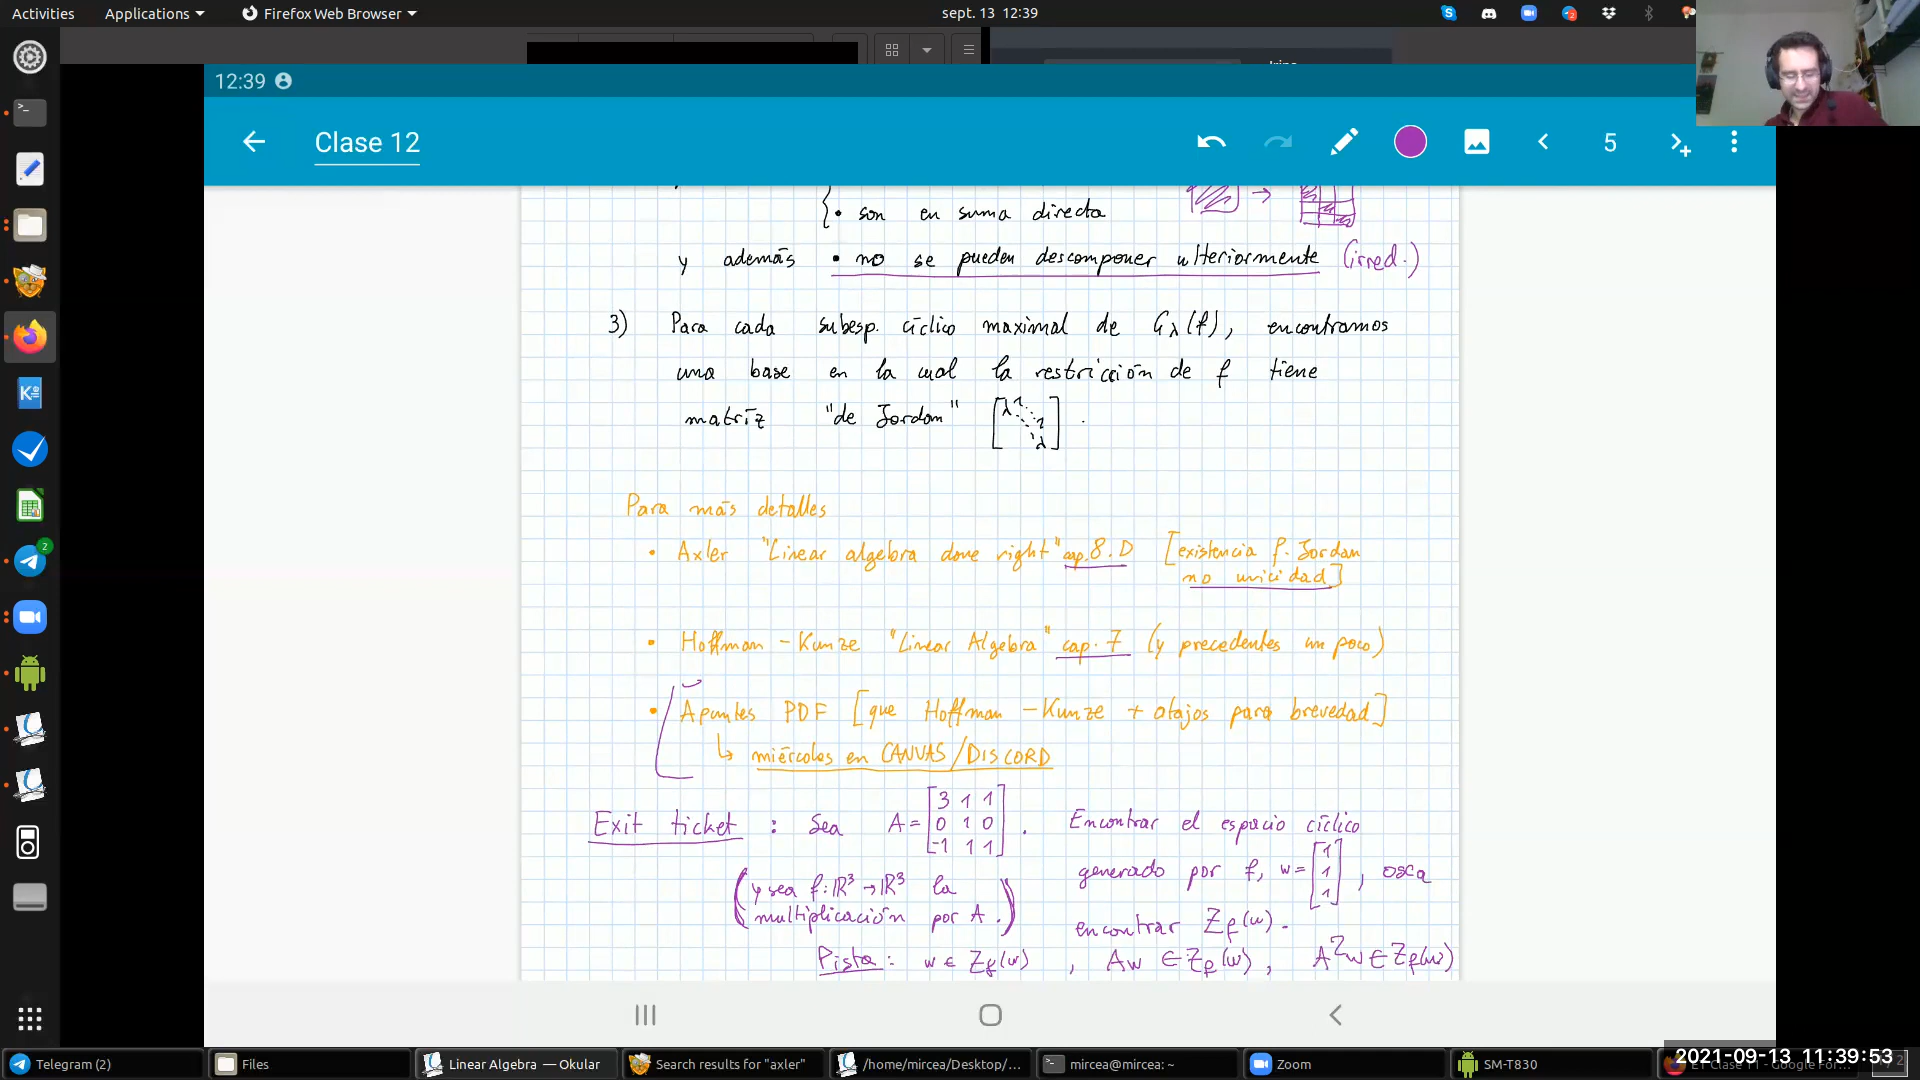 Activities Applications Firefox Web Browser sept. 13 12:39
12:39
Clase 12 5
• son en suma directa
y además • no se pueden descomponer ulteriormente (irred.)
3) Para cada subesp. cíclico maximal de Gλ(f), encontramos
una base en la cual la restricción de f tiene
matriz "de Jordan" [λ 1 ⋱ 1 λ] .
Para más detalles
• Axler "Linear algebra done right" cap. 8.D [existencia f. Jordan
no unicidad]
• Hoffman - Kunze "Linear Algebra" cap. 7 (y precedentes un poco)
• Apuntes PDF [que Hoffman - Kunze + atajos para brevedad]
↳ miércoles en CANVAS/DISCORD
Exit ticket : Sea A = [3 1 1
0 1 0
-1 1 1] . Encontrar el espacio cíclico
(y sea f: ℝ³ → ℝ³ la
multiplicación por A.)
generado por f, w = [1
1
1] , osea
encontrar Z_f(w).
Pista : w ∈ Z_f(w) , Aw ∈ Z_f(w), A²w ∈ Z_f(w)
Telegram (2) Files Linear Algebra — Okular Search results for "axler" /home/mircea/Desktop/... mircea@mircea: ~ Zoom SM-T830
2021-09-13 11:39:53